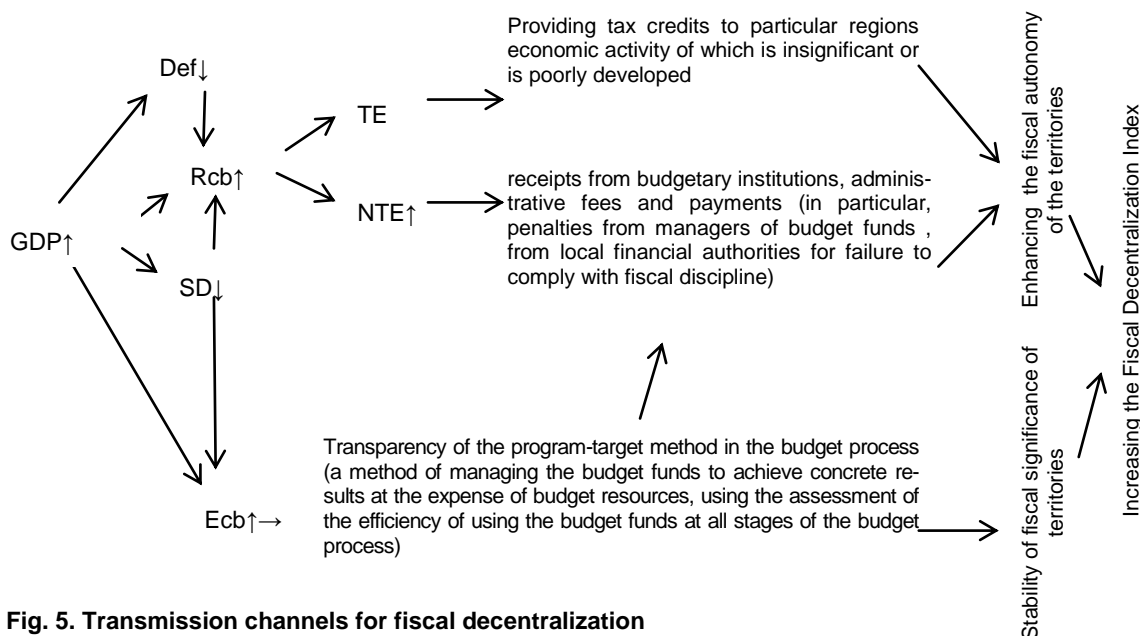 Providing tax credits to particular regions
economic activity of which is insignificant or
is poorly developed
Def↓
TE
Rcb↑
receipts from budgetary institutions, adminis-
trative fees and payments (in particular,
penalties from managers of budget funds ,
from local financial authorities for failure to
comply with fiscal discipline)
NTE↑
GDP↑
SD↓
Transparency of the program-target method in the budget process
(a method of managing the budget funds to achieve concrete re-
sults at the expense of budget resources, using the assessment of
the efficiency of using the budget funds at all stages of the budget
process)
Ecb↑→
Enhancing the fiscal autonomy
of the territories
Stability of fiscal significance of
territories
Increasing the Fiscal Decentralization Index
Fig. 5. Transmission channels for fiscal decentralization